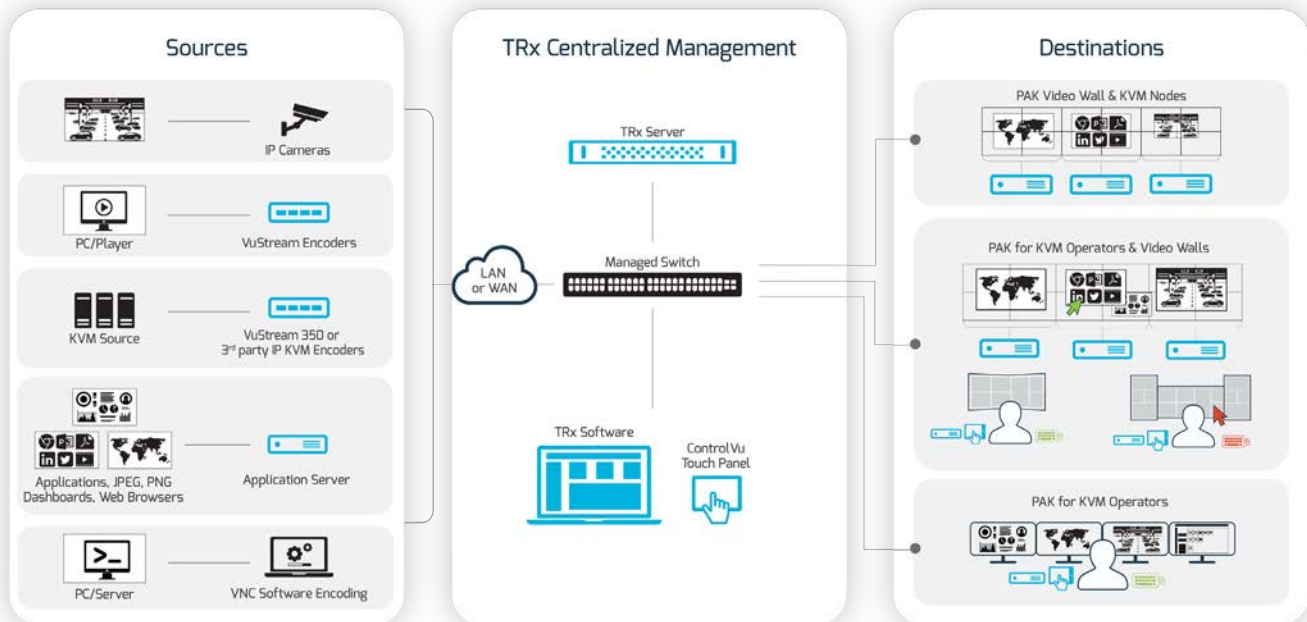 Sources
IP Cameras
PC/Player
VuStream Encoders
KVM Source
VuStream 350 or
3rd party IP KVM Encoders
Applications, JPEG, PNG
Dashboards, Web Browsers
Application Server
PC/Server
VNC Software Encoding
LAN
or WAN
TRx Centralized Management
TRx Server
Managed Switch
TRx Software
ControlVu
Touch Panel
Destinations
PAK Video Wall & KVM Nodes
PAK for KVM Operators & Video Walls
PAK for KVM Operators